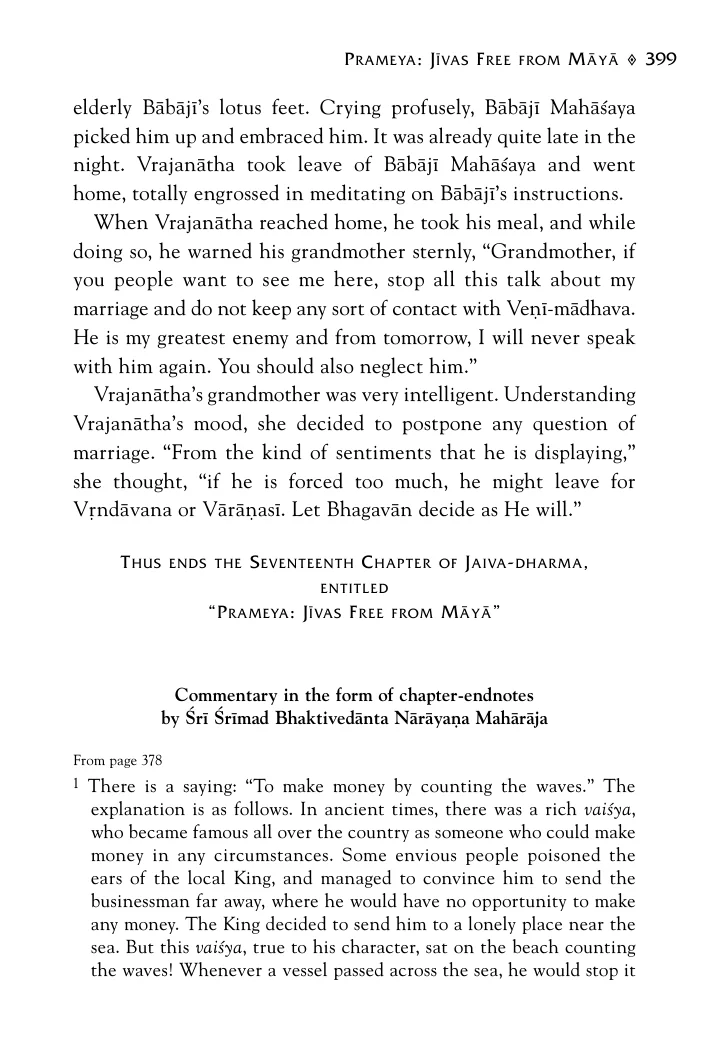 Prameya: Jīvas Free from Māyā ◈ 399
elderly Bābājī’s lotus feet. Crying profusely, Bābājī Mahāśaya
picked him up and embraced him. It was already quite late in the
night. Vrajanātha took leave of Bābājī Mahāśaya and went
home, totally engrossed in meditating on Bābājī’s instructions.
When Vrajanātha reached home, he took his meal, and while
doing so, he warned his grandmother sternly, “Grandmother, if
you people want to see me here, stop all this talk about my
marriage and do not keep any sort of contact with Veṇī-mādhava.
He is my greatest enemy and from tomorrow, I will never speak
with him again. You should also neglect him.”
Vrajanātha’s grandmother was very intelligent. Understanding
Vrajanātha’s mood, she decided to postpone any question of
marriage. “From the kind of sentiments that he is displaying,”
she thought, “if he is forced too much, he might leave for
Vṛndāvana or Vārāṇasī. Let Bhagavān decide as He will.”
Thus ends the Seventeenth Chapter of Jaiva-dharma,
entitled
“Prameya: Jīvas Free from Māyā”
Commentary in the form of chapter-endnotes
by Śrī Śrīmad Bhaktivedānta Nārāyaṇa Mahārāja
From page 378
1 There is a saying: “To make money by counting the waves.” The
explanation is as follows. In ancient times, there was a rich vaiśya,
who became famous all over the country as someone who could make
money in any circumstances. Some envious people poisoned the
ears of the local King, and managed to convince him to send the
businessman far away, where he would have no opportunity to make
any money. The King decided to send him to a lonely place near the
sea. But this vaiśya, true to his character, sat on the beach counting
the waves! Whenever a vessel passed across the sea, he would stop it